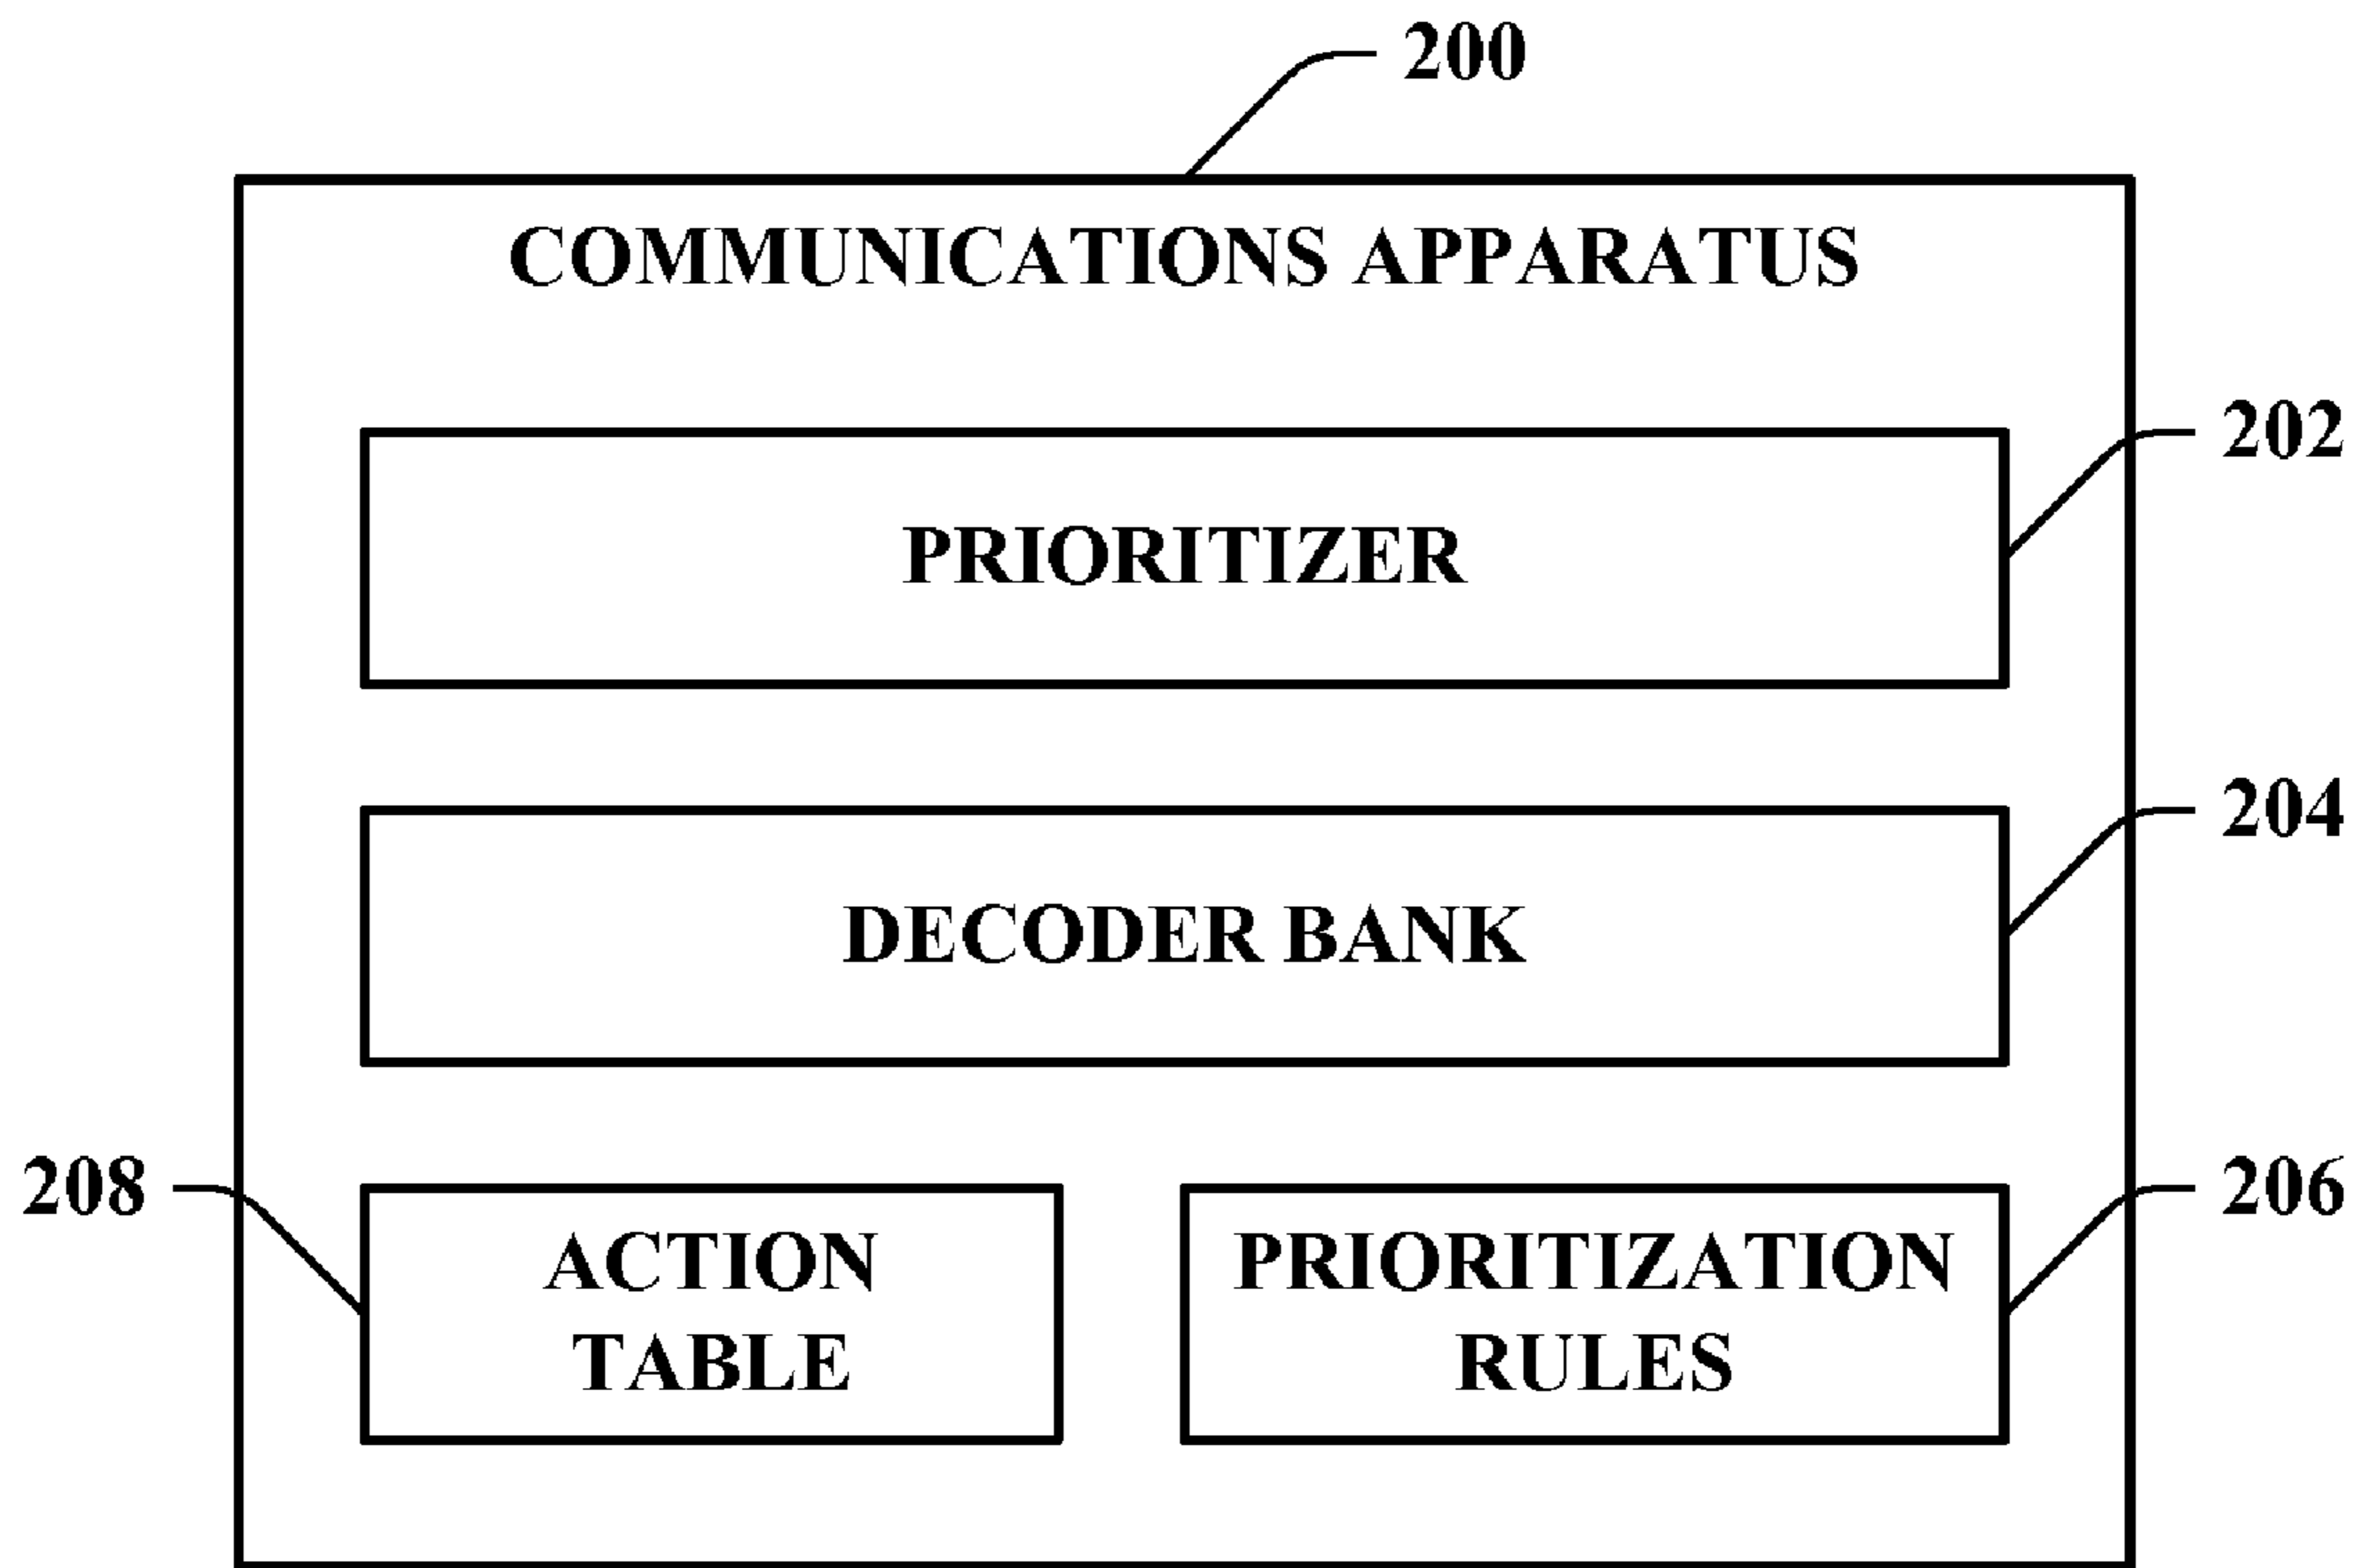 200
COMMUNICATIONS APPARATUS
202
PRIORITIZER
204
DECODER BANK
208
ACTION
TABLE
206
PRIORITIZATION
RULES